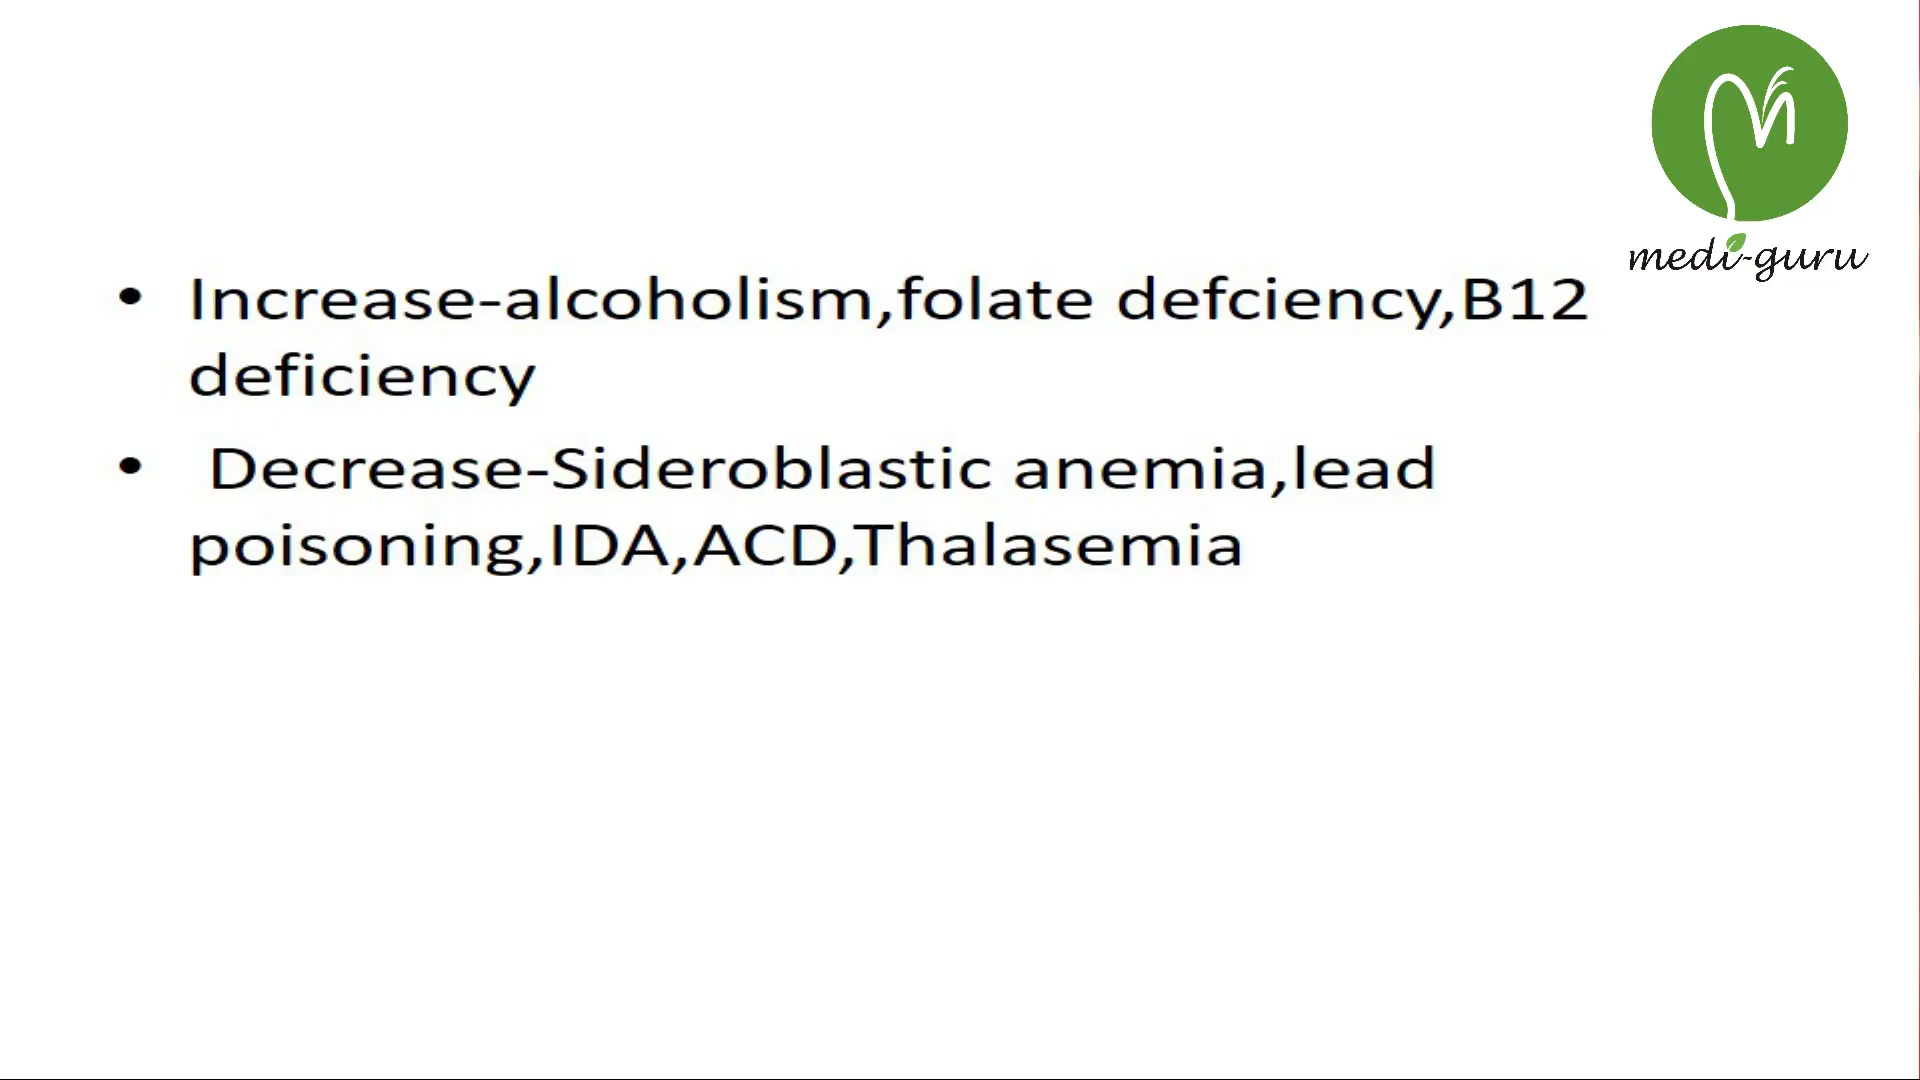 medi-guru
• Increase-alcoholism,folate defciency,B12
deficiency
• Decrease-Sideroblastic anemia,lead
poisoning,IDA,ACD,Thalasemia